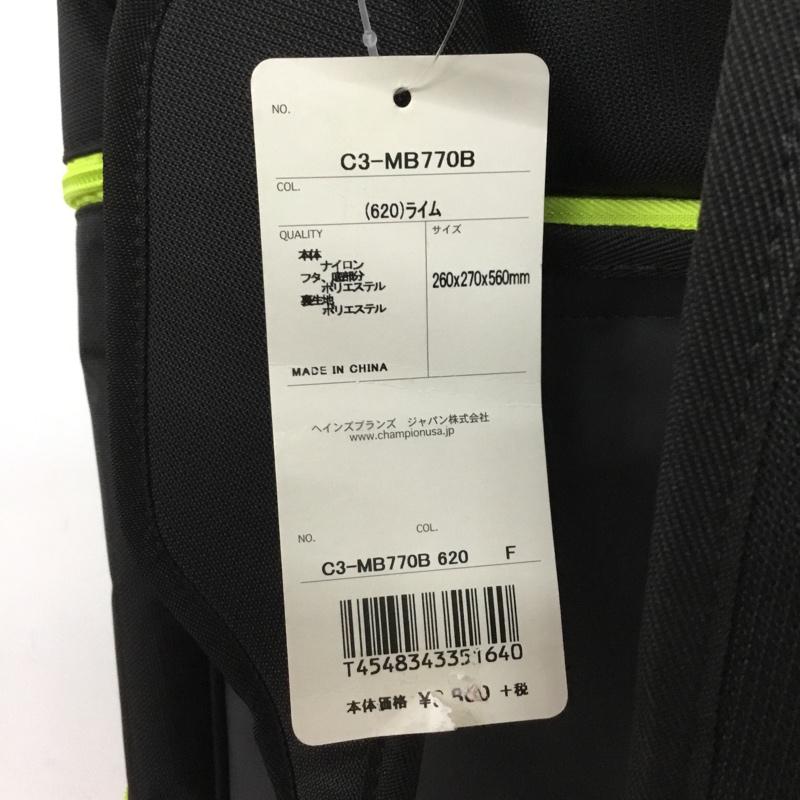 NO.
C3-MB770B
COL.
(620)ライム
QUALITY
本体
ナイロン
フタ、底部分
ポリエステル
裏生地
ポリエステル
サイズ
260x270x560mm
MADE IN CHINA
ヘインズブランズ ジャパン株式会社
www.championusa.jp
NO. COL.
C3-MB770B 620 F
T4548343351640
本体価格 +税